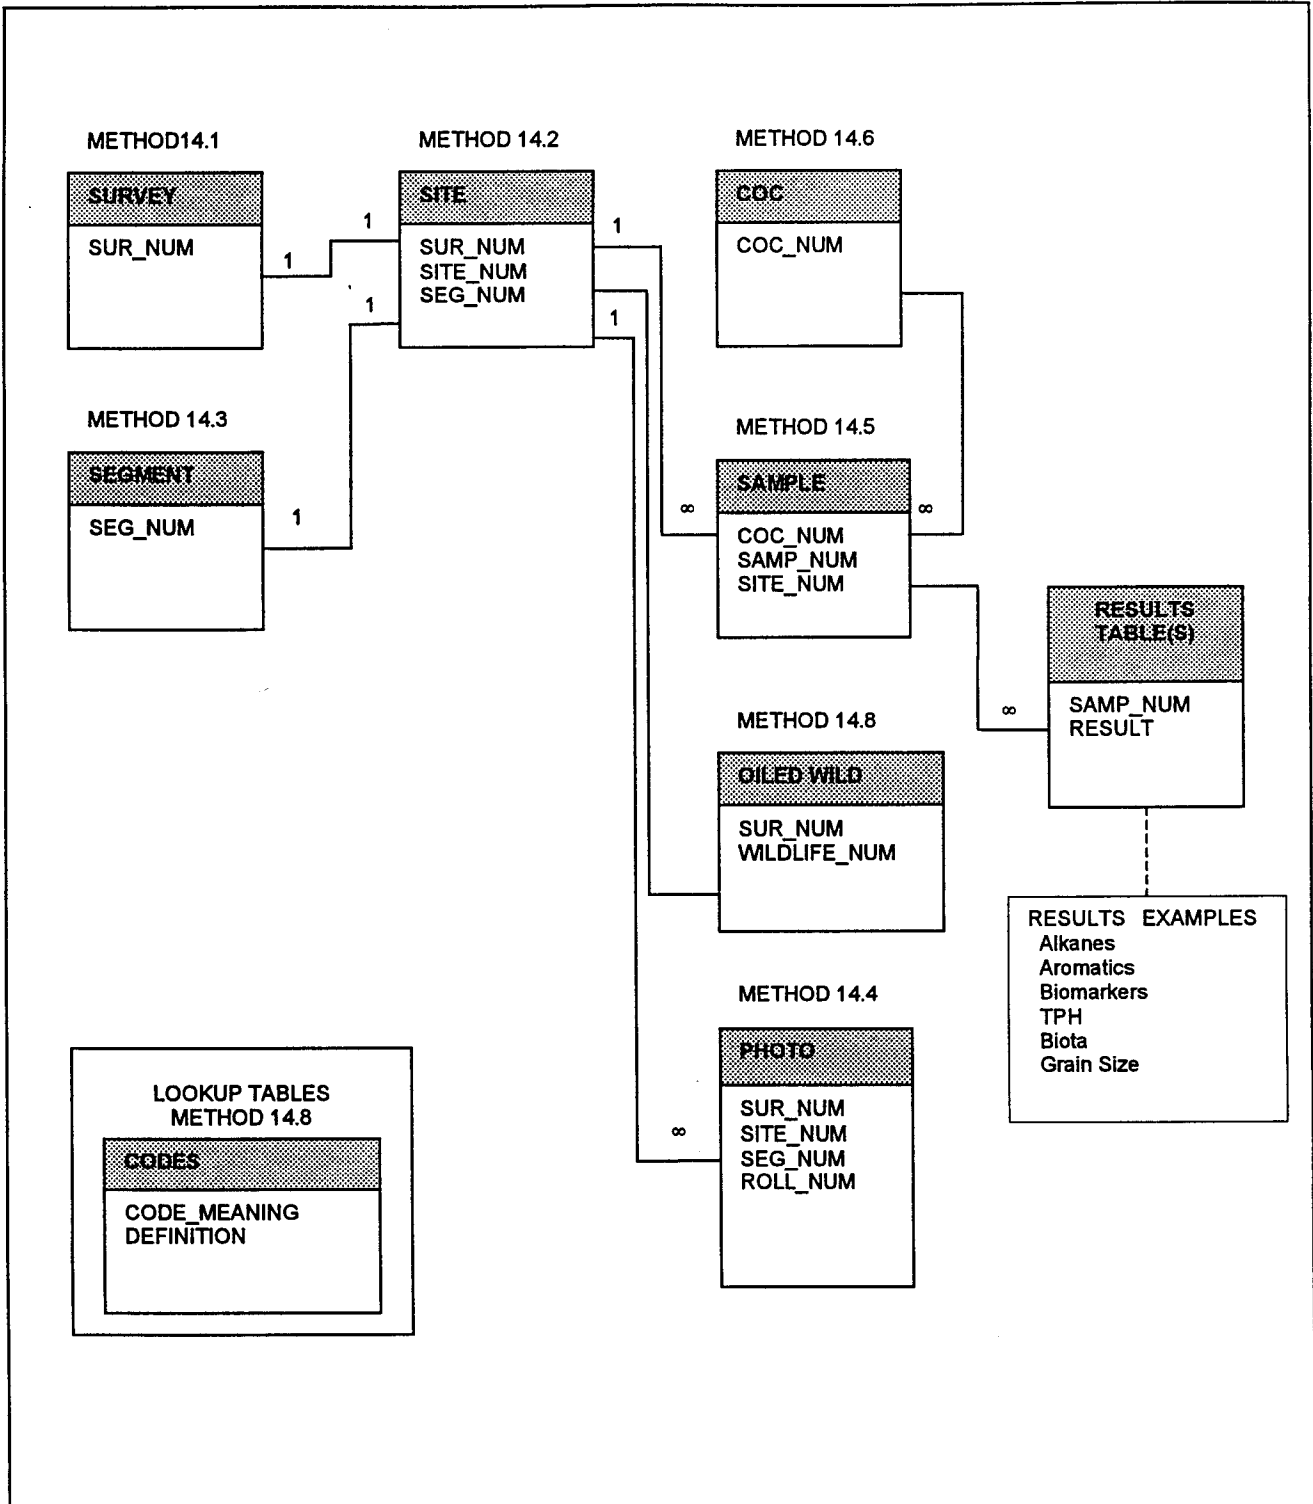 METHOD14.1
SURVEY
SUR_NUM
1
1
METHOD 14.2
SITE
SUR_NUM
SITE_NUM
SEG_NUM
1
1
1
METHOD 14.3
SEGMENT
SEG_NUM
1
METHOD 14.6
COC
COC_NUM
METHOD 14.5
SAMPLE
COC_NUM
SAMP_NUM
SITE_NUM
∞
∞
RESULTS
TABLE(S)
SAMP_NUM
RESULT
∞
METHOD 14.8
OILED WILD
SUR_NUM
WILDLIFE_NUM
RESULTS EXAMPLES
Alkanes
Aromatics
Biomarkers
TPH
Biota
Grain Size
METHOD 14.4
PHOTO
SUR_NUM
SITE_NUM
SEG_NUM
ROLL_NUM
∞
LOOKUP TABLES
METHOD 14.8
CODES
CODE_MEANING
DEFINITION